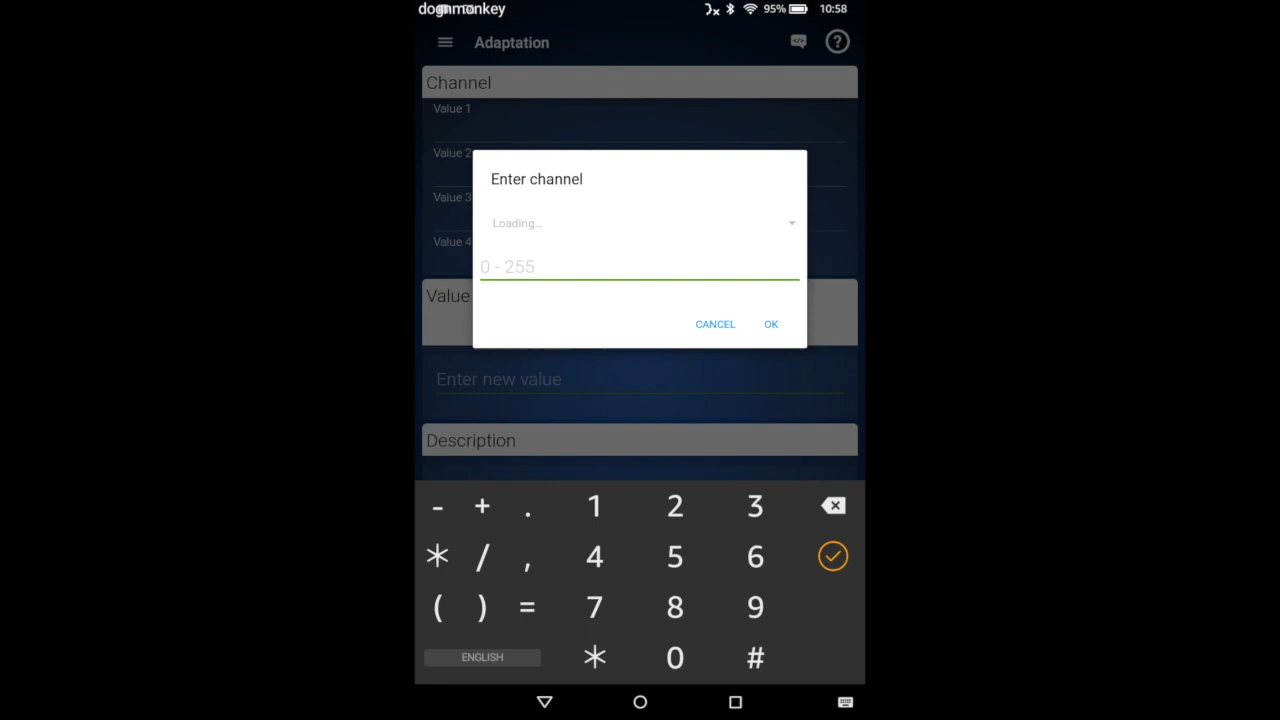 dognmonkey
95% 10:58
Adaptation
Channel
Value 1
Value 2
Value 3
Value 4
Enter channel
Loading...
0 - 255
CANCEL OK
Value
Enter new value
Description
- + . 1 2 3
* / , 4 5 6
( ) = 7 8 9
ENGLISH * 0 #